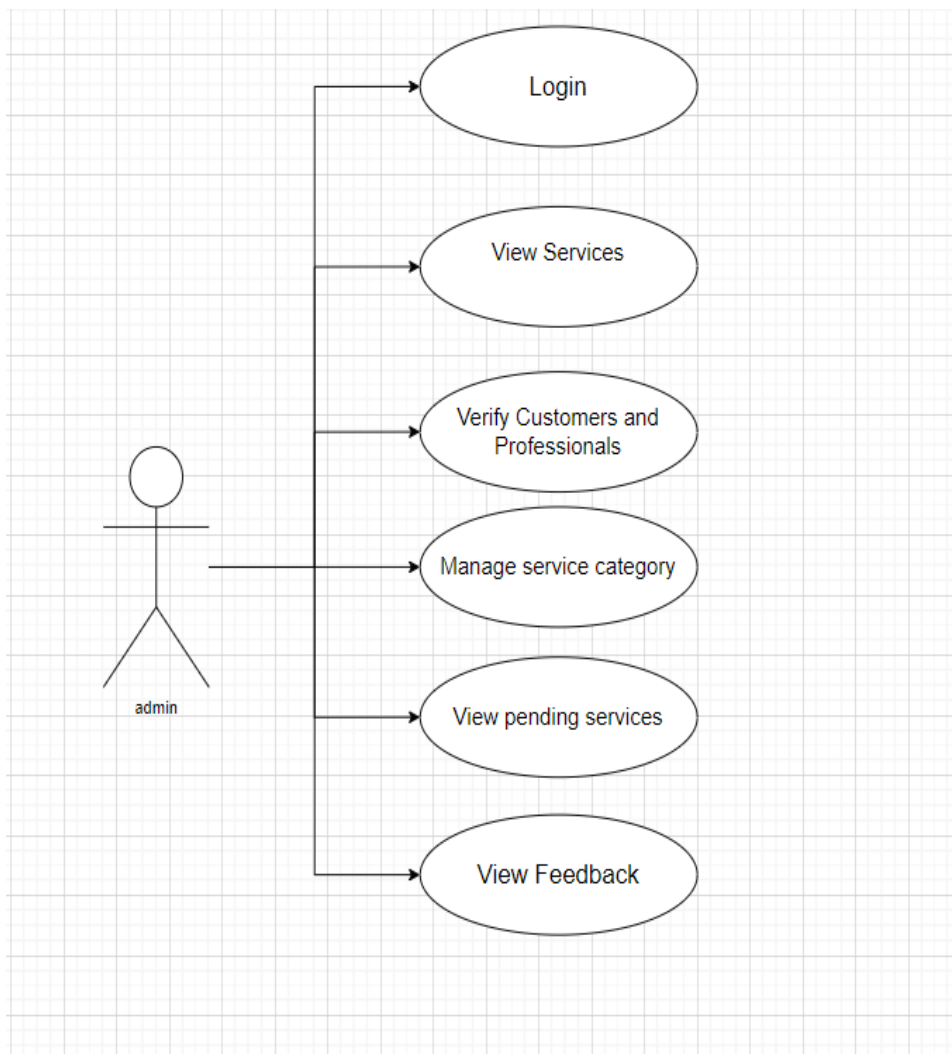 Login
View Services
Verify Customers and
Professionals
Manage service category
admin
View pending services
View Feedback